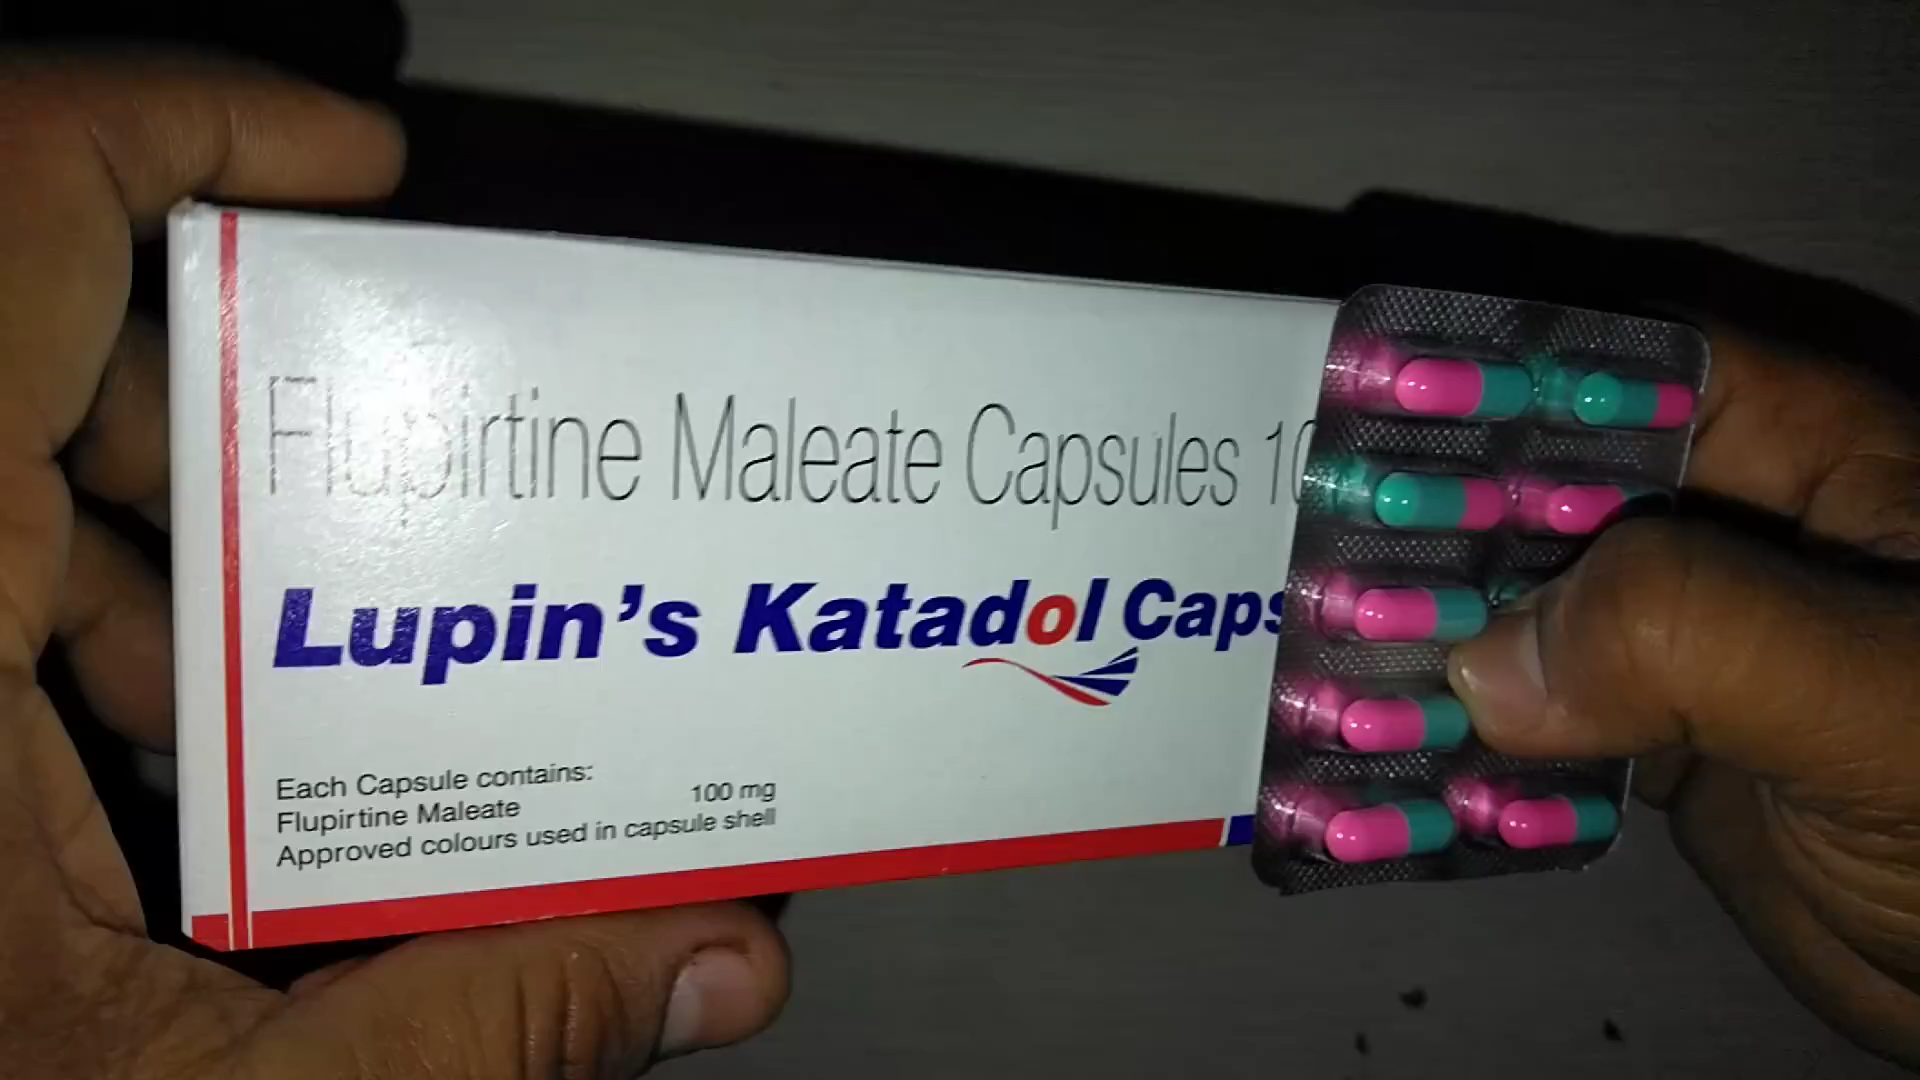 Flupirtine Maleate Capsules 10
Lupin's Katadol Caps
Each Capsule contains:
Flupirtine Maleate 100 mg
Approved colours used in capsule shell